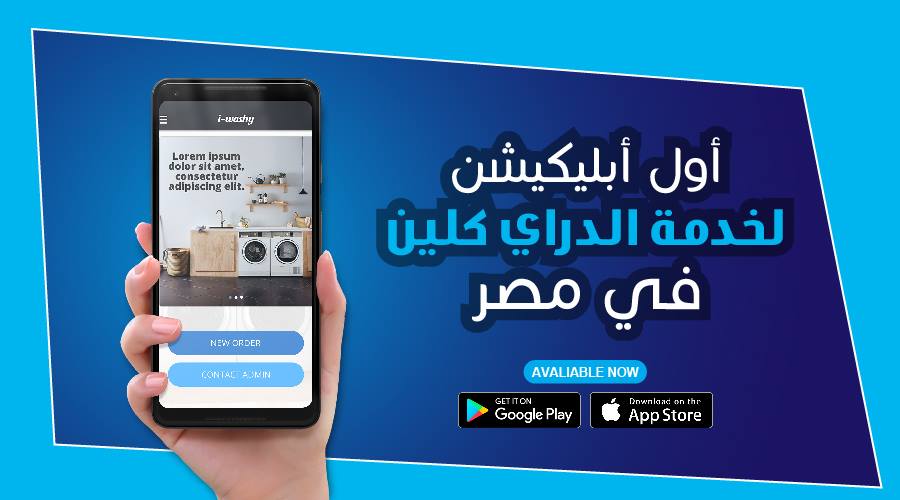 i-washy
Lorem ipsum
dolor sit amet,
consectetur
adipiscing elit.
NEW ORDER
CONTACT ADMIN
أول أبليكيشن
لخدمة الدراي كلين
في مصر
AVALIABLE NOW
GET IT ON
Google Play
Download on the
App Store